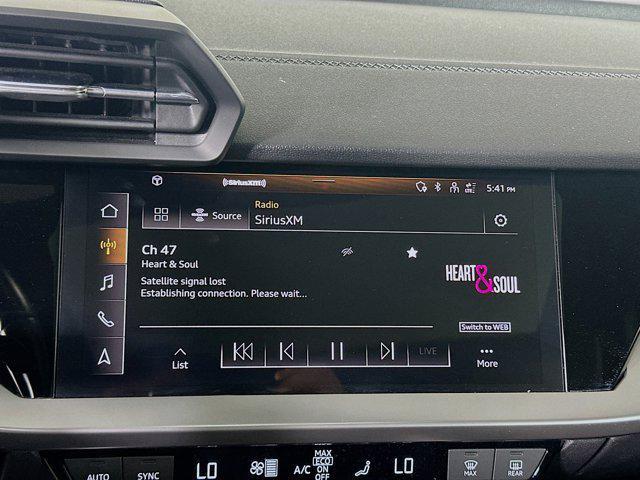 ((SiriusXM))
LTE
5:41 PM
Source
Radio
SiriusXM
Ch 47
Heart & Soul
Satellite signal lost
Establishing connection. Please wait...
HEART & SOUL
Switch to WEB
List
LIVE
More
AUTO
SYNC
LO
A/C
MAX
ECO
ON
OFF
LO
MAX
REAR